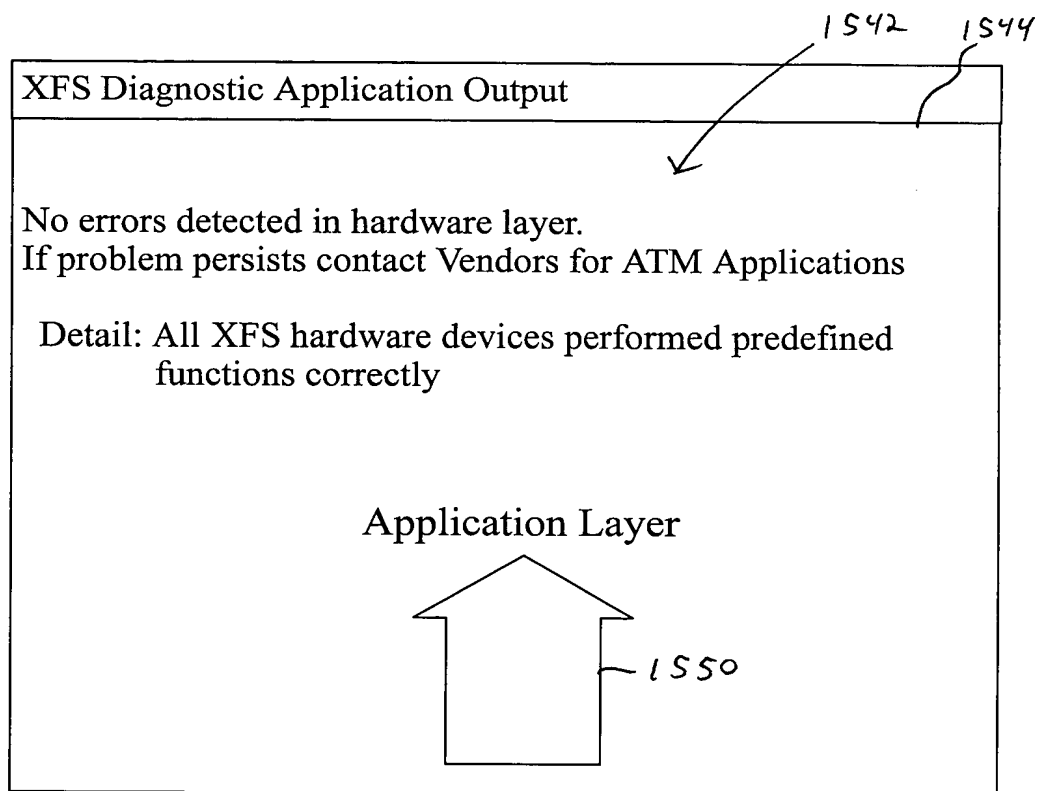 1542 1544
XFS Diagnostic Application Output
No errors detected in hardware layer.
If problem persists contact Vendors for ATM Applications
Detail: All XFS hardware devices performed predefined
functions correctly
Application Layer
1550